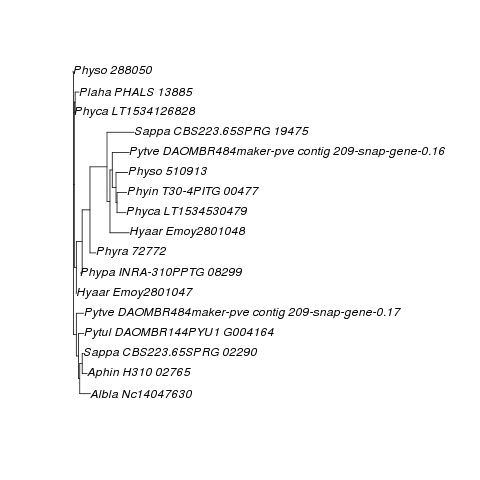 Physo 288050
Plaha PHALS 13885
Phyca LT1534126828
Sappa CBS223.65SPRG 19475
Pytve DAOMBR484maker-pve contig 209-snap-gene-0.16
Physo 510913
Phyin T30-4PITG 00477
Phyca LT1534530479
Hyaar Emoy2801048
Phyra 72772
Phypa INRA-310PPTG 08299
Hyaar Emoy2801047
Pytve DAOMBR484maker-pve contig 209-snap-gene-0.17
Pytul DAOMBR144PYU1 G004164
Sappa CBS223.65SPRG 02290
Aphin H310 02765
Albla Nc14047630